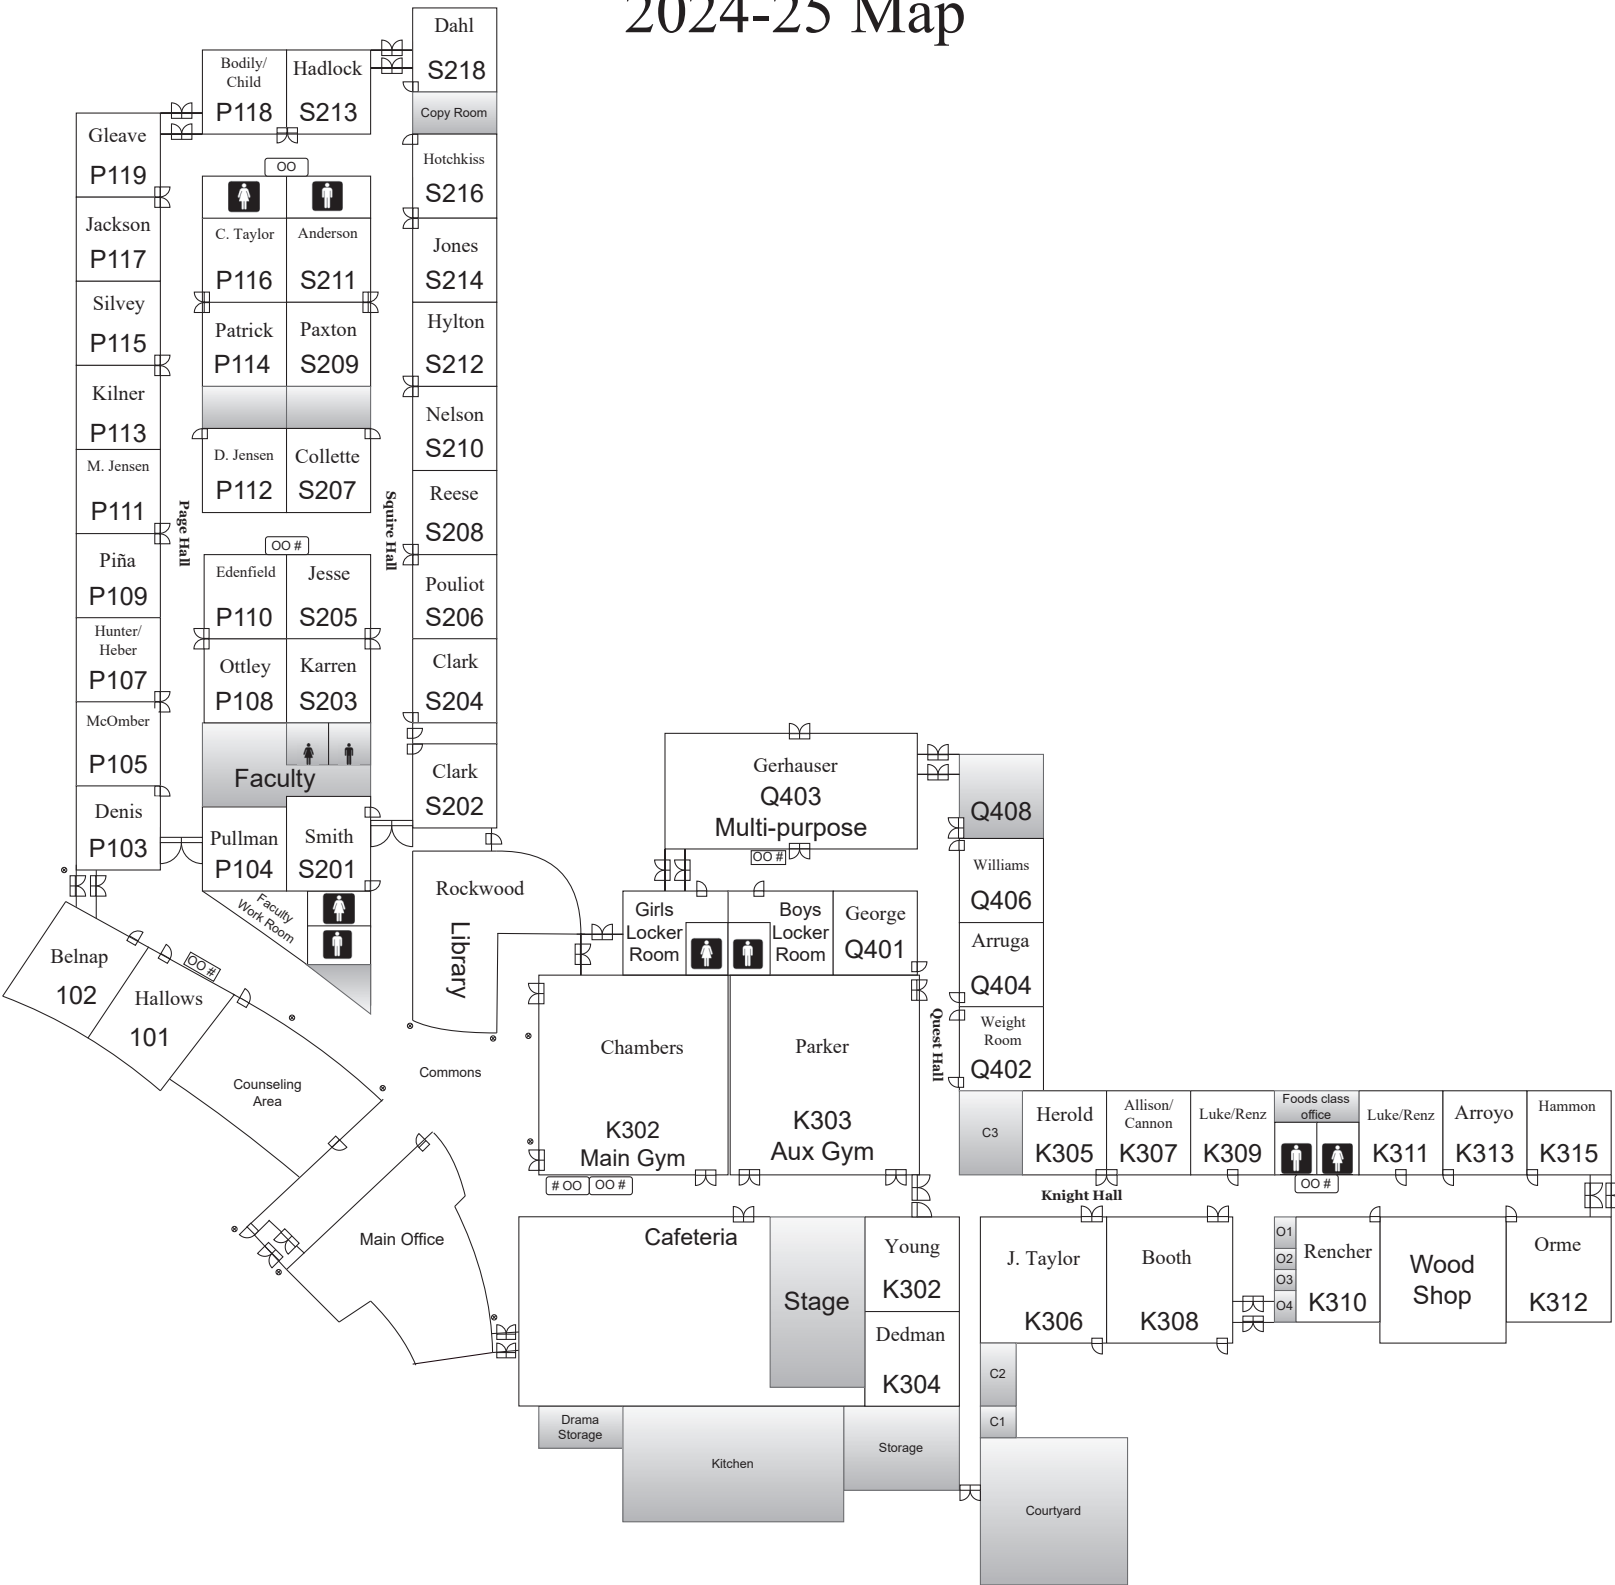 2024-25 Map
Dahl
S218
Copy Room
Bodily/
Child
P118
Hadlock
S213
Gleave
P119
Jackson
P117
Silvey
P115
Kilner
P113
M. Jensen
P111
Piña
P109
Hunter/
Heber
P107
McOmber
P105
Denis
P103
Page Hall
OO
C. Taylor
P116
Anderson
S211
Patrick
P114
Paxton
S209
D. Jensen
P112
Collette
S207
OO #
Edenfield
P110
Jesse
S205
Ottley
P108
Karren
S203
Faculty
Pullman
P104
Smith
S201
Faculty
Work Room
Squire Hall
Hotchkiss
S216
Jones
S214
Hylton
S212
Nelson
S210
Reese
S208
Pouliot
S206
Clark
S204
Clark
S202
Rockwood
Library
Belnap
102
Hallows
101
OO #
Counseling
Area
Commons
Main Office
Gerhauser
Q403
Multi-purpose
OO #
Girls
Locker
Room
Boys
Locker
Room
George
Q401
Chambers
K302
Main Gym
Parker
K303
Aux Gym
# OO
OO #
Quest Hall
Q408
Williams
Q406
Arruga
Q404
Weight
Room
Q402
C3
Herold
K305
Allison/
Cannon
K307
Luke/Renz
K309
Foods class
office
OO #
Luke/Renz
K311
Arroyo
K313
Hammon
K315
Knight Hall
Cafeteria
Stage
Young
K302
Dedman
K304
J. Taylor
K306
Booth
K308
O1
O2
O3
O4
Rencher
K310
Wood
Shop
Orme
K312
C2
C1
Drama
Storage
Kitchen
Storage
Courtyard